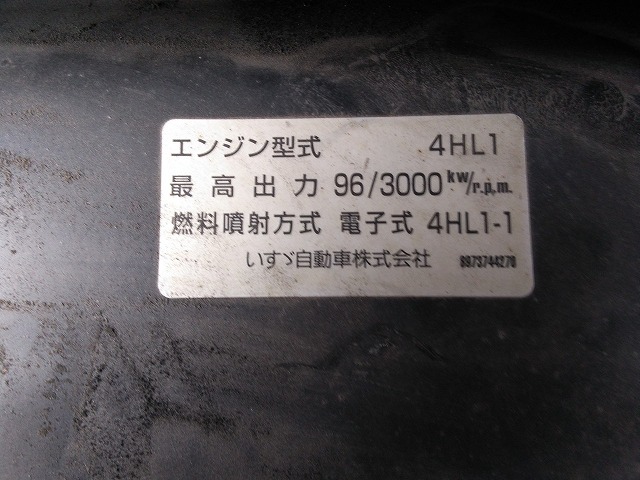 エンジン型式 4HL1
最高出力 96/3000 kw/r.p.m.
燃料噴射方式 電子式 4HL1-1
いすゞ自動車株式会社 8973744270